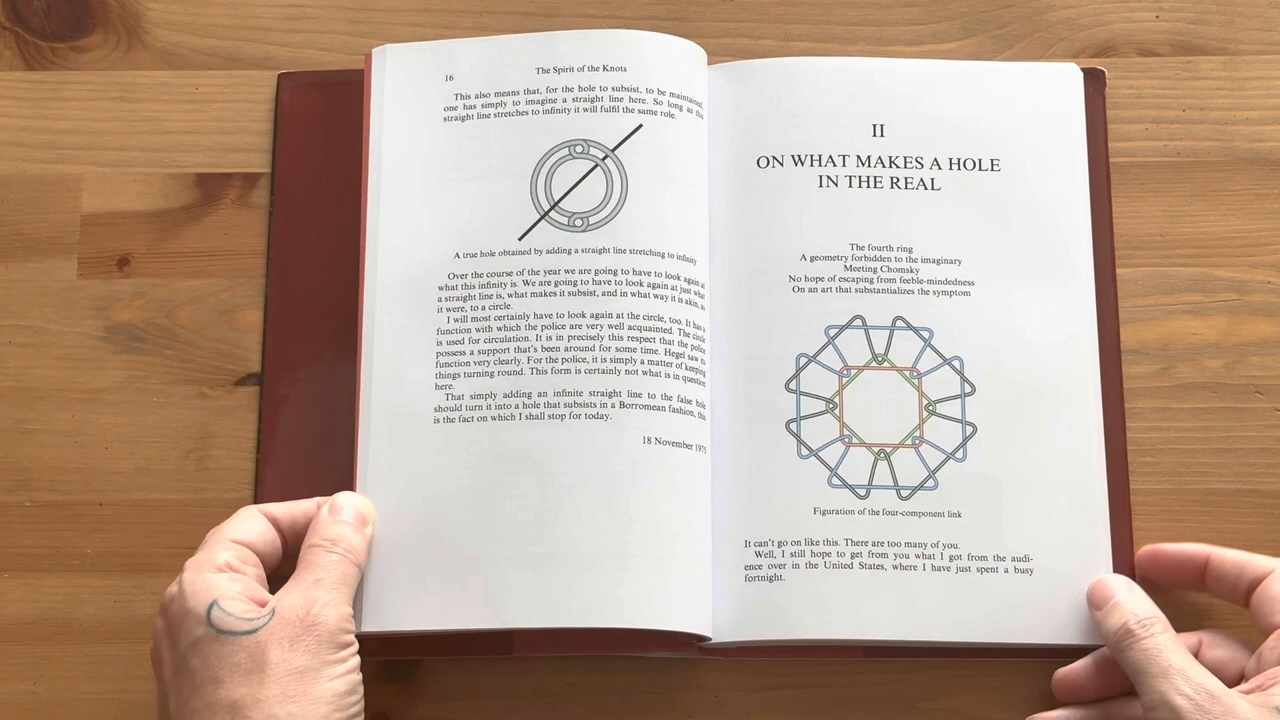 16
The Spirit of the Knots
This also means that, for the hole to subsist, to be maintained,
one has simply to imagine a straight line here. So long as this
straight line stretches to infinity it will fulfil the same role.
A true hole obtained by adding a straight line stretching to infinity
Over the course of the year we are going to have to look again at
what this infinity is. We are going to have to look again at just what
a straight line is, what makes it subsist, and in what way it is akin, as
it were, to a circle.
I will most certainly have to look again at the circle, too. It has a
function with which the police are very well acquainted. The circle
is used for circulation. It is in precisely this respect that the police
possess a support that's been around for some time. Hegel saw its
function very clearly. For the police, it is simply a matter of keeping
things turning round. This form is certainly not what is in question
here.
That simply adding an infinite straight line to the false hole
should turn it into a hole that subsists in a Borromean fashion, this
is the fact on which I shall stop for today.
18 November 1975
II
ON WHAT MAKES A HOLE
IN THE REAL
The fourth ring
A geometry forbidden to the imaginary
Meeting Chomsky
No hope of escaping from feeble-mindedness
On an art that substantializes the symptom
Figuration of the four-component link
It can't go on like this. There are too many of you.
Well, I still hope to get from you what I got from the audi-
ence over in the United States, where I have just spent a busy
fortnight.